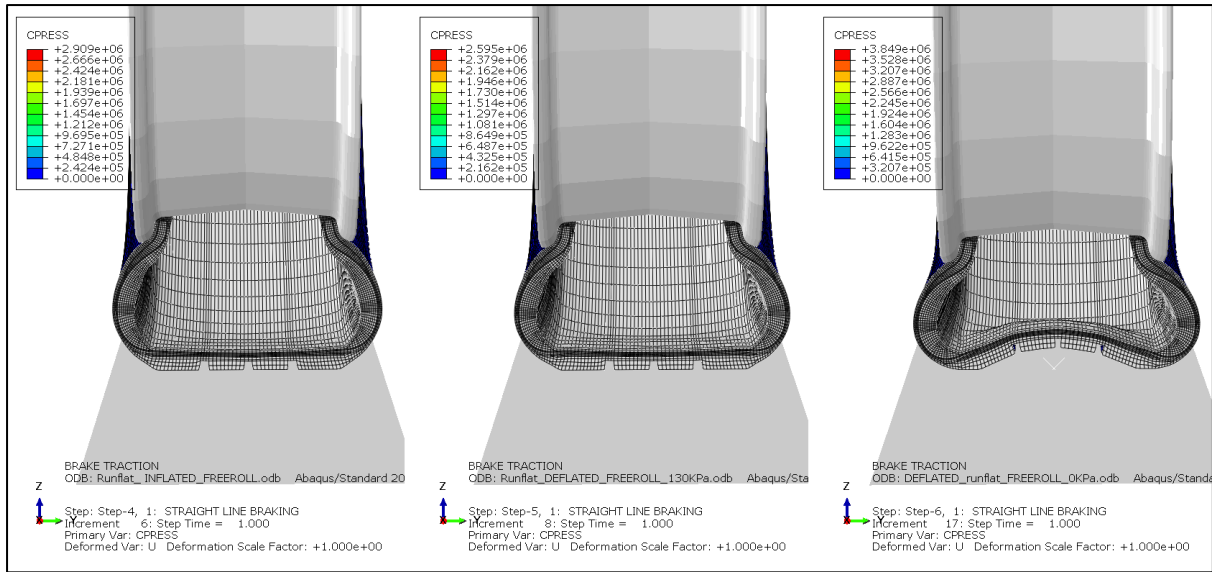 CPRESS
+2.909e+06
+2.666e+06
+2.424e+06
+2.181e+06
+1.939e+06
+1.697e+06
+1.454e+06
+1.212e+06
+9.695e+05
+7.271e+05
+4.848e+05
+2.424e+05
+0.000e+00
BRAKE TRACTION
ODB: Runflat_ INFLATED_FREEROLL.odb Abaqus/Standard 20
Z
Y
Step: Step-4, 1: STRAIGHT LINE BRAKING
Increment 6: Step Time = 1.000
Primary Var: CPRESS
Deformed Var: U Deformation Scale Factor: +1.000e+00
CPRESS
+2.595e+06
+2.379e+06
+2.162e+06
+1.946e+06
+1.730e+06
+1.514e+06
+1.297e+06
+1.081e+06
+8.649e+05
+6.487e+05
+4.325e+05
+2.162e+05
+0.000e+00
BRAKE TRACTION
ODB: Runflat_DEFLATED_FREEROLL_130KPa.odb Abaqus/Sta
Z
Y
Step: Step-5, 1: STRAIGHT LINE BRAKING
Increment 8: Step Time = 1.000
Primary Var: CPRESS
Deformed Var: U Deformation Scale Factor: +1.000e+00
CPRESS
+3.849e+06
+3.528e+06
+3.207e+06
+2.887e+06
+2.566e+06
+2.245e+06
+1.924e+06
+1.604e+06
+1.283e+06
+9.622e+05
+6.415e+05
+3.207e+05
+0.000e+00
BRAKE TRACTION
ODB: DEFLATED_runflat_FREEROLL_0KPa.odb Abaqus/Stan
Z
Y
Step: Step-6, 1: STRAIGHT LINE BRAKING
Increment 17: Step Time = 1.000
Primary Var: CPRESS
Deformed Var: U Deformation Scale Factor: +1.000e+00